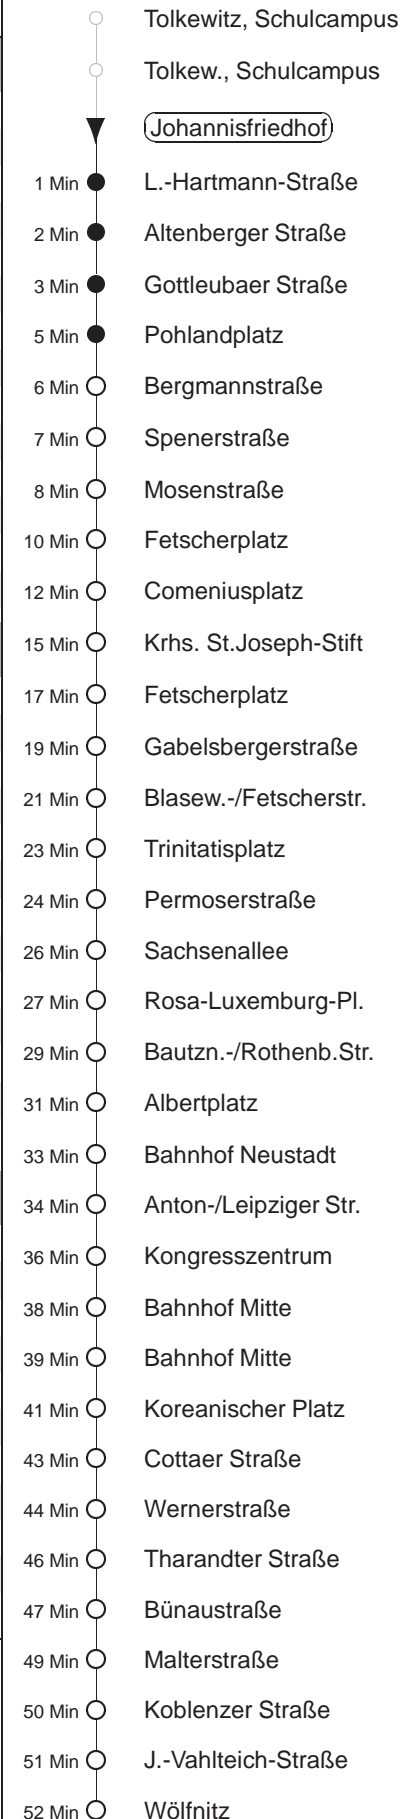 Tolkewitz, Schulcampus
Tolkew., Schulcampus
Johannisfriedhof
1 Min L.-Hartmann-Straße
2 Min Altenberger Straße
3 Min Gottleubaer Straße
5 Min Pohlandplatz
6 Min Bergmannstraße
7 Min Spenerstraße
8 Min Mosenstraße
10 Min Fetscherplatz
12 Min Comeniusplatz
15 Min Krhs. St.Joseph-Stift
17 Min Fetscherplatz
19 Min Gabelsbergerstraße
21 Min Blasew.-/Fetscherstr.
23 Min Trinitatisplatz
24 Min Permoserstraße
26 Min Sachsenallee
27 Min Rosa-Luxemburg-Pl.
29 Min Bautzn.-/Rothenb.Str.
31 Min Albertplatz
33 Min Bahnhof Neustadt
34 Min Anton-/Leipziger Str.
36 Min Kongresszentrum
38 Min Bahnhof Mitte
39 Min Bahnhof Mitte
41 Min Koreanischer Platz
43 Min Cottaer Straße
44 Min Wernerstraße
46 Min Tharandter Straße
47 Min Bünaustraße
49 Min Malterstraße
50 Min Koblenzer Straße
51 Min J.-Vahlteich-Straße
52 Min Wölfnitz